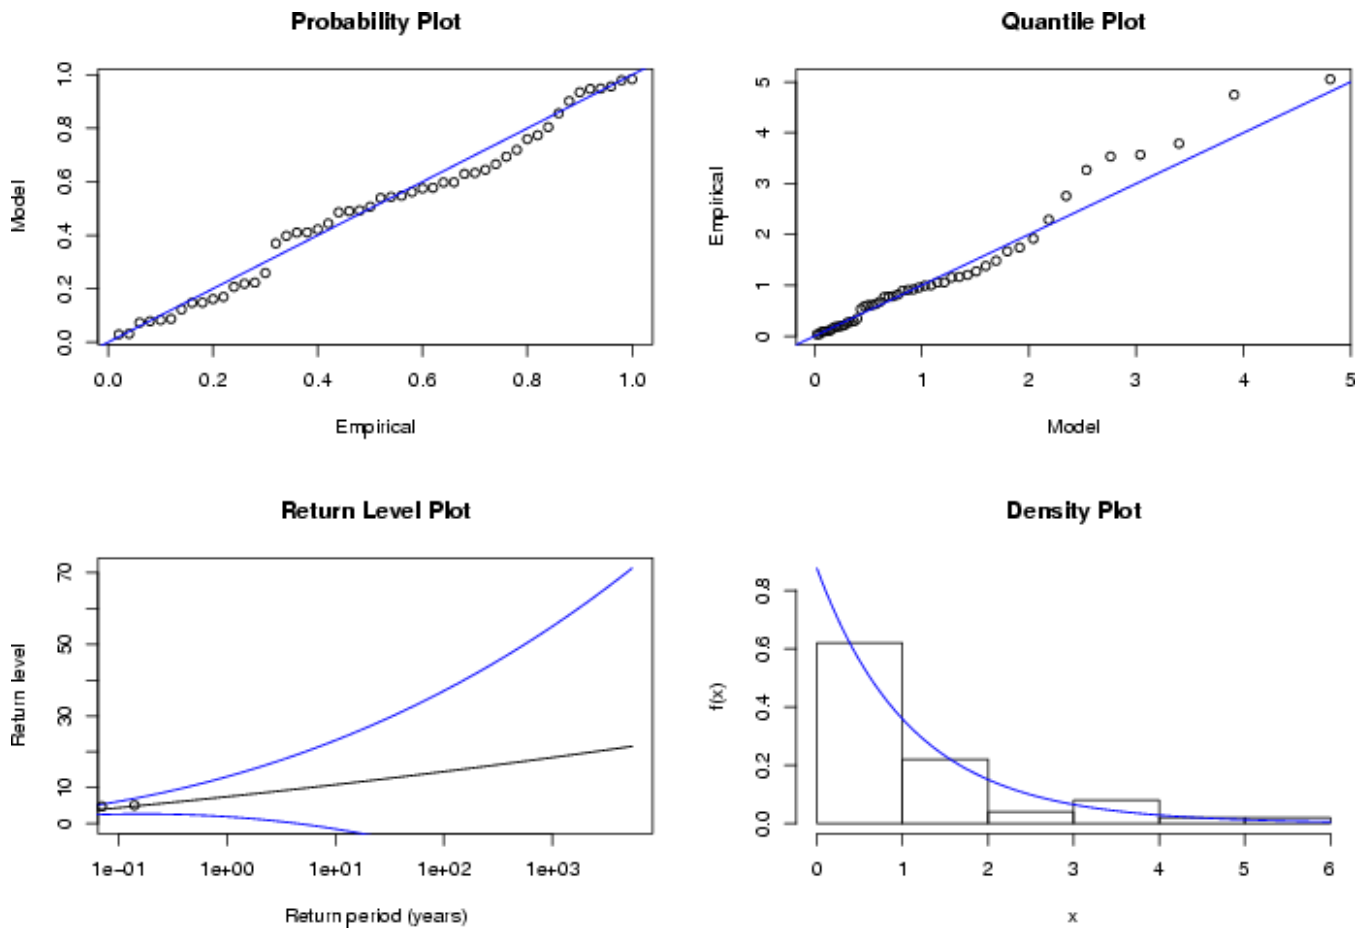 Probability Plot
Model
0.0 0.2 0.4 0.6 0.8 1.0
0.0 0.2 0.4 0.6 0.8 1.0
Empirical
Quantile Plot
Empirical
0 1 2 3 4 5
0 1 2 3 4 5
Model
Return Level Plot
Return level
0 10 30 50 70
1e−01 1e+00 1e+01 1e+02 1e+03
Return period (years)
Density Plot
f(x)
0.0 0.2 0.4 0.6 0.8
0 1 2 3 4 5 6
x